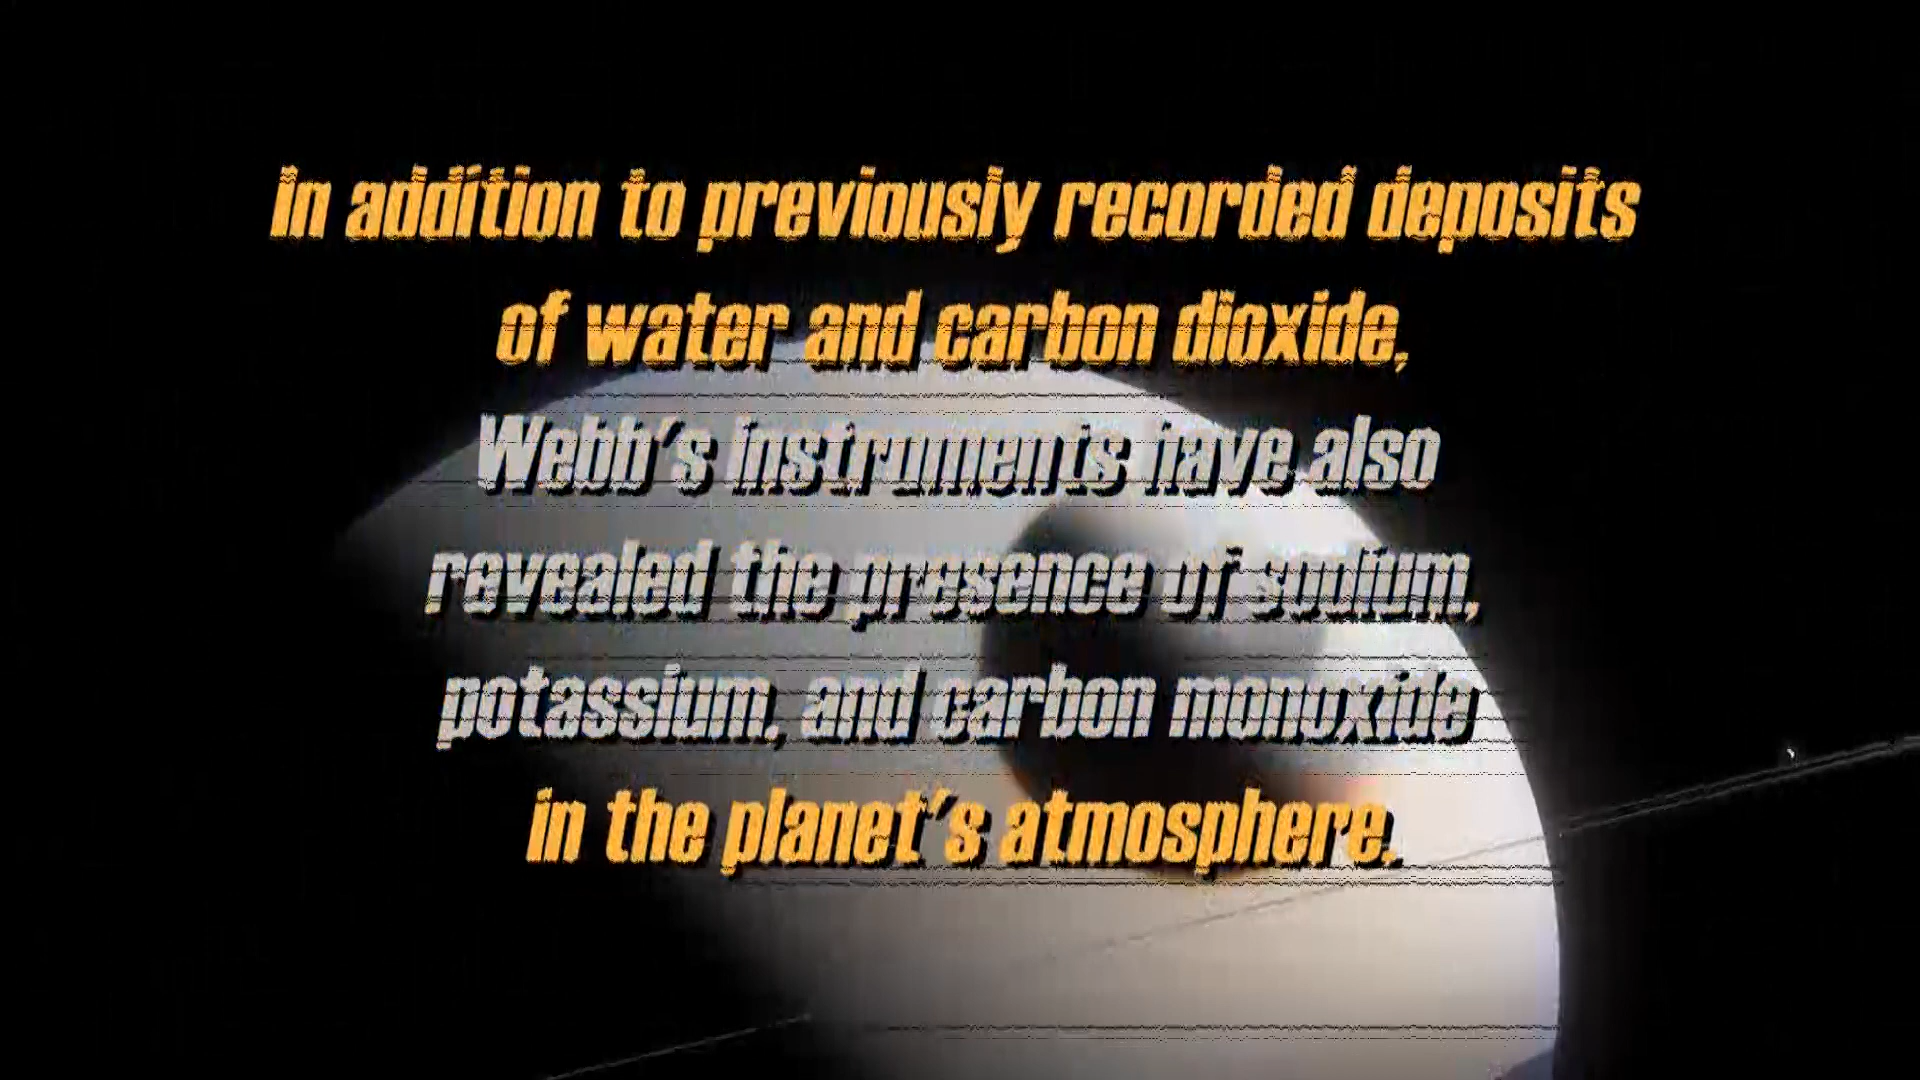 In addition to previously recorded deposits
of water and carbon dioxide,
Webb's instruments have also
revealed the presence of sodium,
potassium, and carbon monoxide
in the planet's atmosphere.